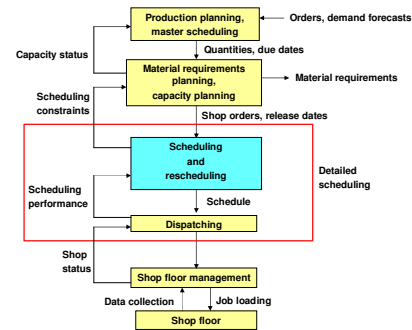 Production planning,
master scheduling
Orders, demand forecasts
Capacity status
Quantities, due dates
Material requirements
planning,
capacity planning
Material requirements
Scheduling
constraints
Shop orders, release dates
Scheduling
and
rescheduling
Detailed
scheduling
Scheduling
performance
Schedule
Dispatching
Shop
status
Shop floor management
Data collection
Job loading
Shop floor